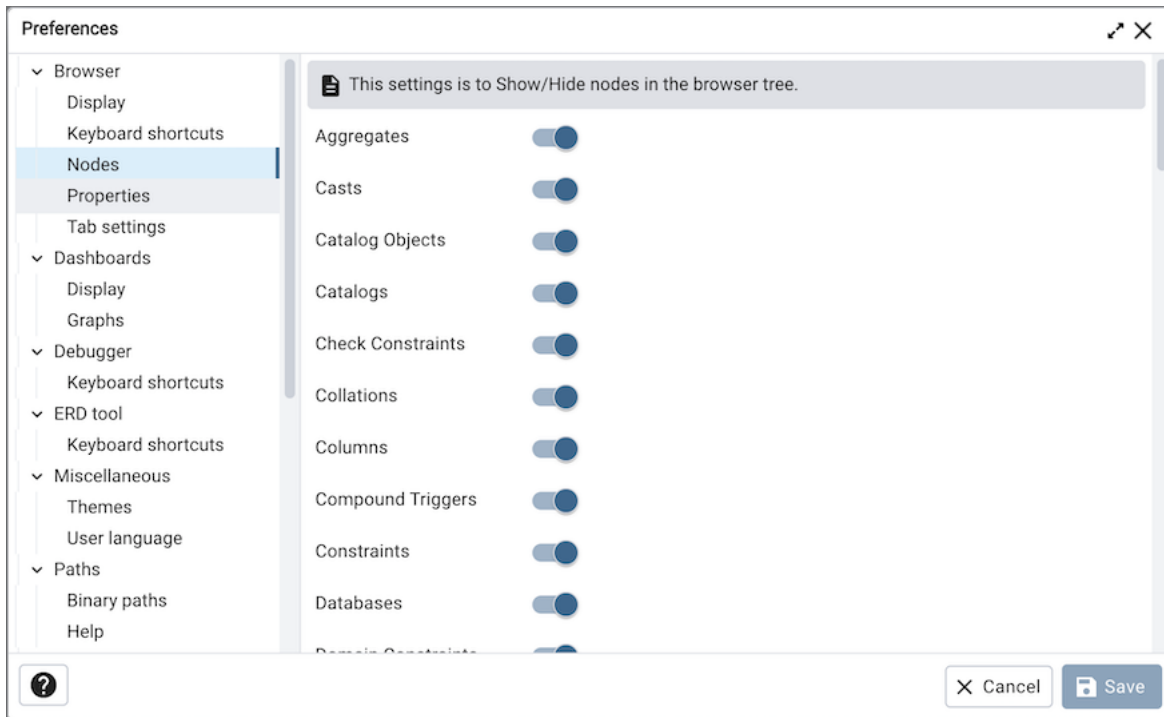 Preferences
Browser
Display
Keyboard shortcuts
Nodes
Properties
Tab settings
Dashboards
Display
Graphs
Debugger
Keyboard shortcuts
ERD tool
Keyboard shortcuts
Miscellaneous
Themes
User language
Paths
Binary paths
Help
This settings is to Show/Hide nodes in the browser tree.
Aggregates
Casts
Catalog Objects
Catalogs
Check Constraints
Collations
Columns
Compound Triggers
Constraints
Databases
Domain Constraints
Cancel
Save